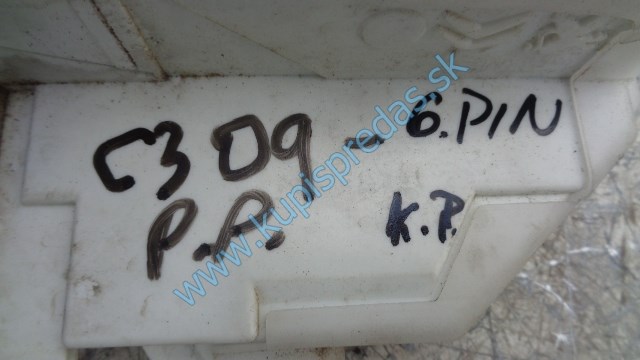 C3 09 - 6.PIN
P.P. K.P.
www.kupispredas.sk